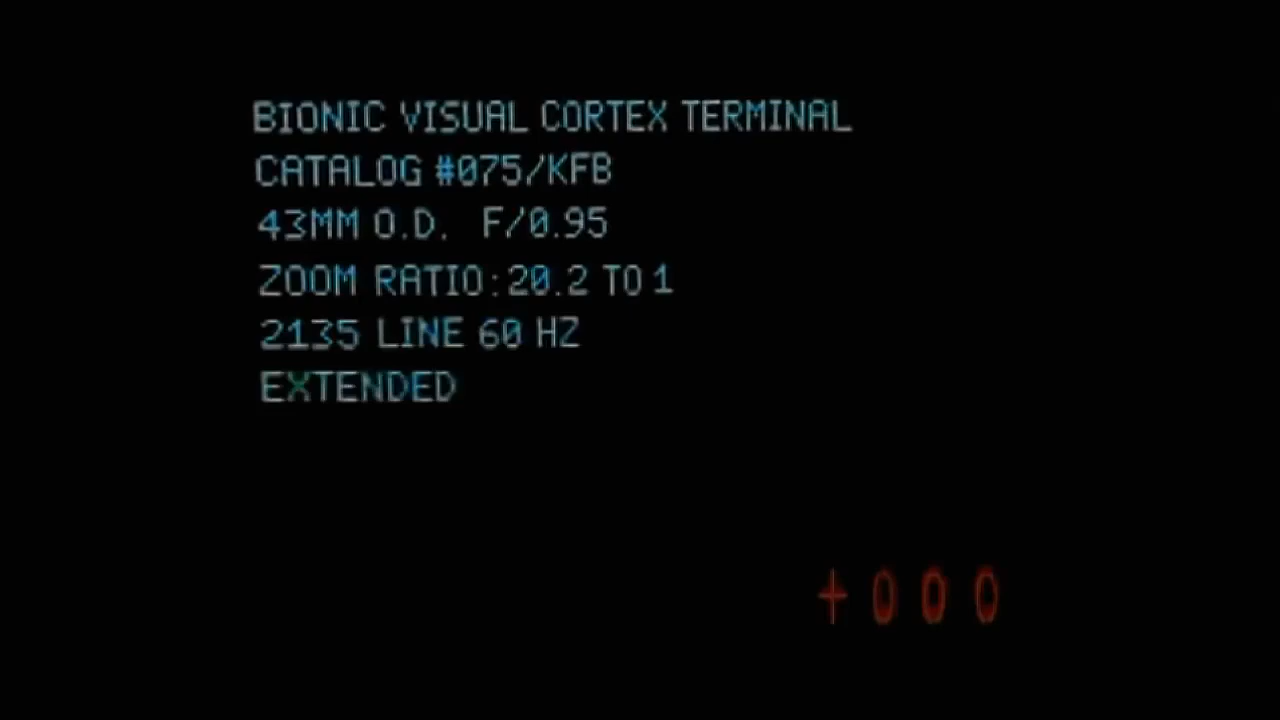 BIONIC VISUAL CORTEX TERMINAL
CATALOG #075/KFB
43MM O.D. F/0.95
ZOOM RATIO:20.2 TO 1
2135 LINE 60 HZ
EXTENDED
+000